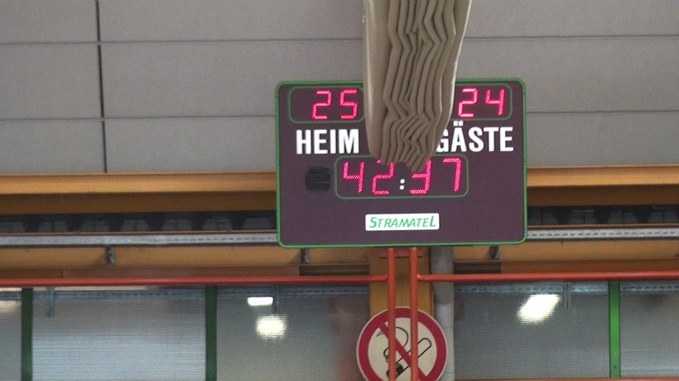 25 24
HEIM GÄSTE
42:37
STRAMATEL